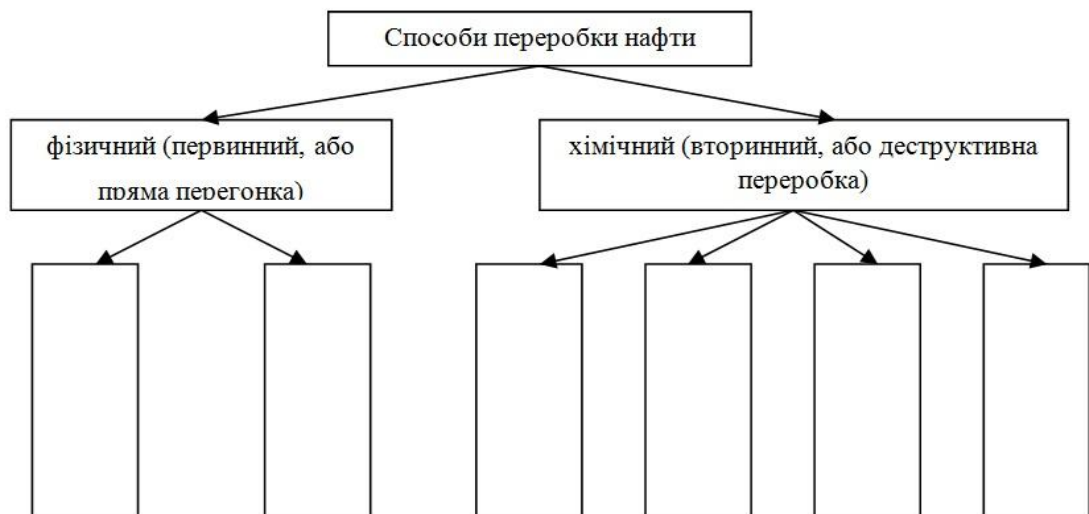 Способи переробки нафти
фізичний (первинний, або
пряма перегонка)
хімічний (вторинний, або деструктивна
переробка)